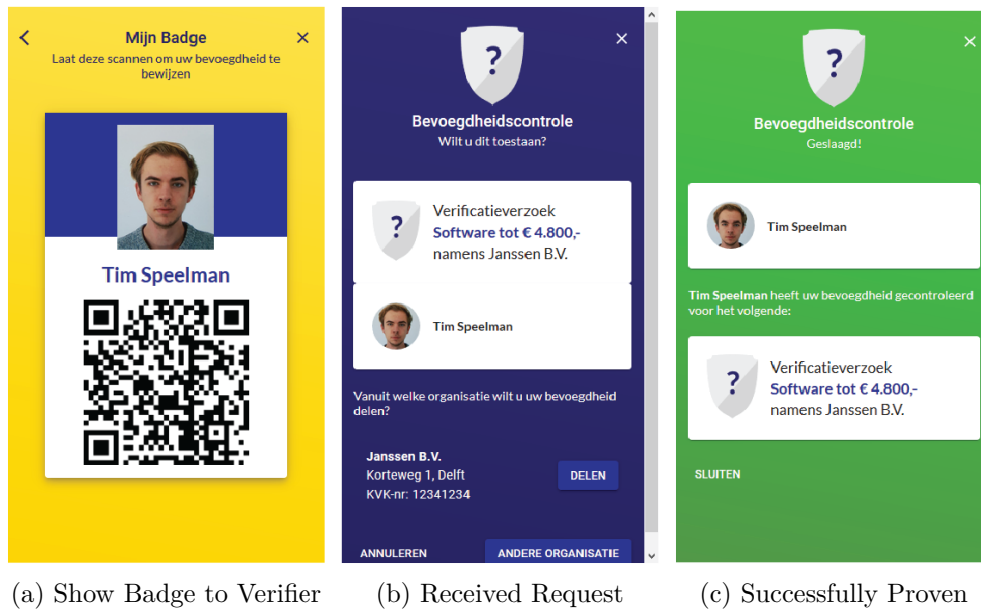 Mijn Badge
Laat deze scannen om uw bevoegdheid te
bewijzen
Tim Speelman
(a) Show Badge to Verifier
?
Bevoegdheidscontrole
Wilt u dit toestaan?
?
Verificatieverzoek
Software tot € 4.800,-
namens Janssen B.V.
Tim Speelman
Vanuit welke organisatie wilt u uw bevoegdheid
delen?
Janssen B.V.
Korteweg 1, Delft
KVK-nr: 12341234
DELEN
ANNULEREN
ANDERE ORGANISATIE
(b) Received Request
?
Bevoegdheidscontrole
Geslaagd!
Tim Speelman
Tim Speelman heeft uw bevoegdheid gecontroleerd
voor het volgende:
?
Verificatieverzoek
Software tot € 4.800,-
namens Janssen B.V.
SLUITEN
(c) Successfully Proven